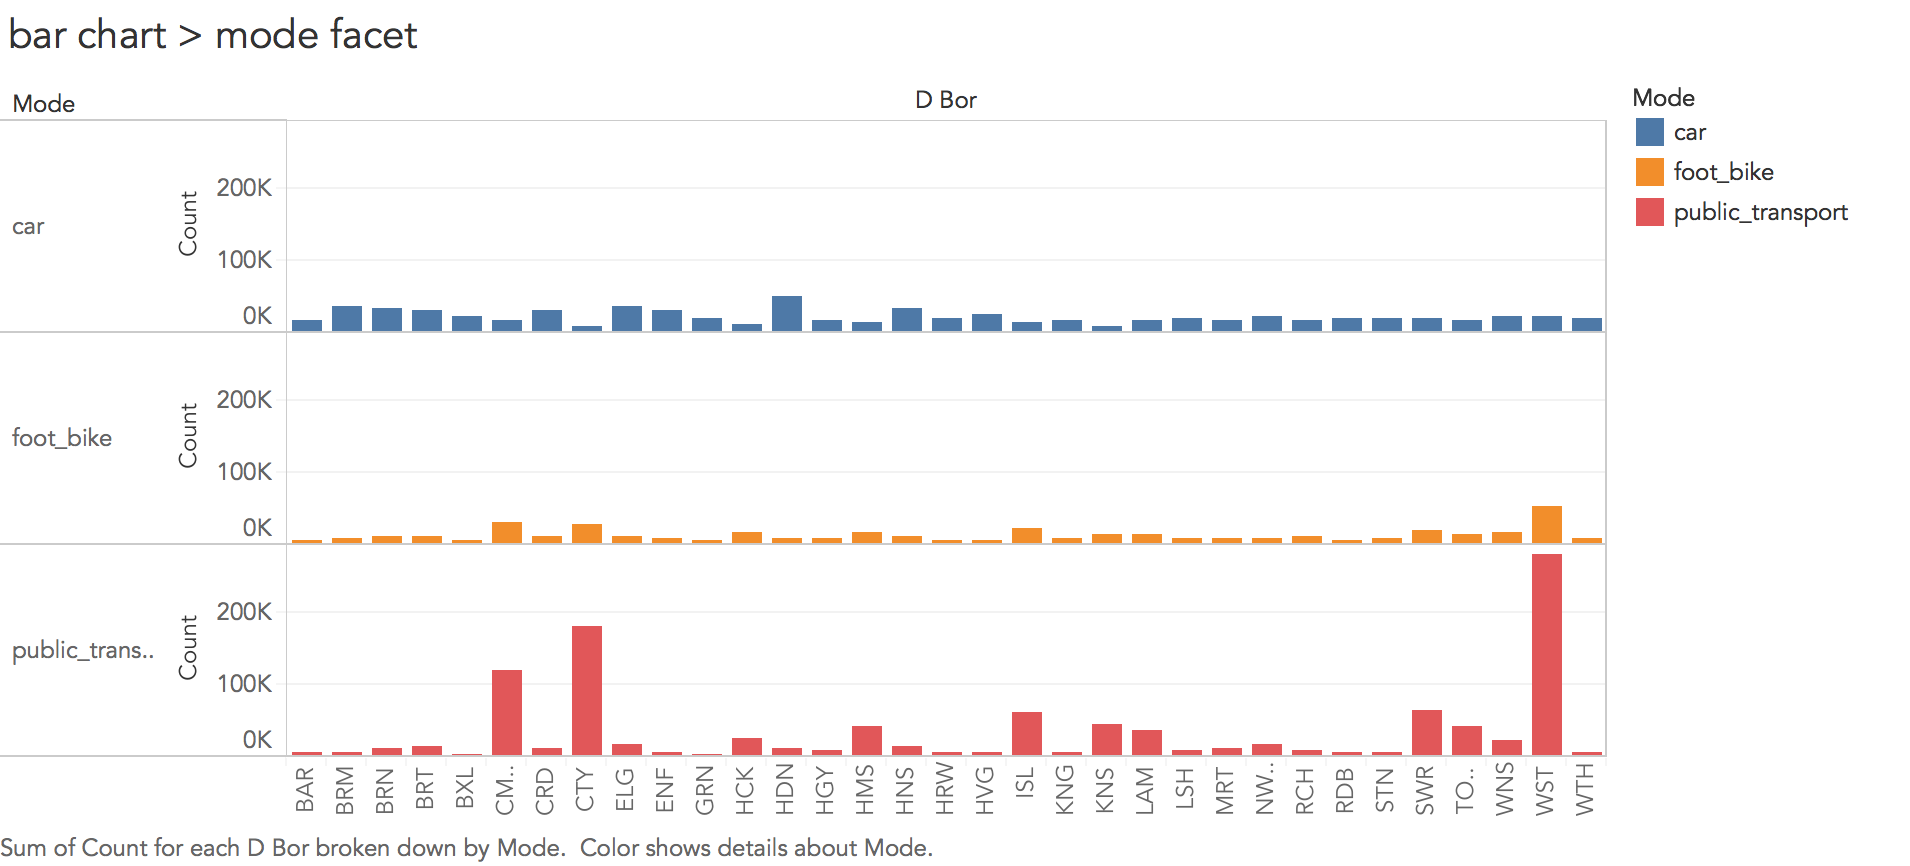 bar chart > mode facet
Mode
D Bor
Mode
car
foot_bike
public_transport
car
Count
200K
100K
0K
foot_bike
Count
200K
100K
0K
public_trans..
Count
200K
100K
0K
BAR
BRM
BRN
BRT
BXL
CM..
CRD
CTY
ELG
ENF
GRN
HCK
HDN
HGY
HMS
HNS
HRW
HVG
ISL
KNG
KNS
LAM
LSH
MRT
NW..
RCH
RDB
STN
SWR
TO..
WNS
WST
WTH
Sum of Count for each D Bor broken down by Mode.  Color shows details about Mode.